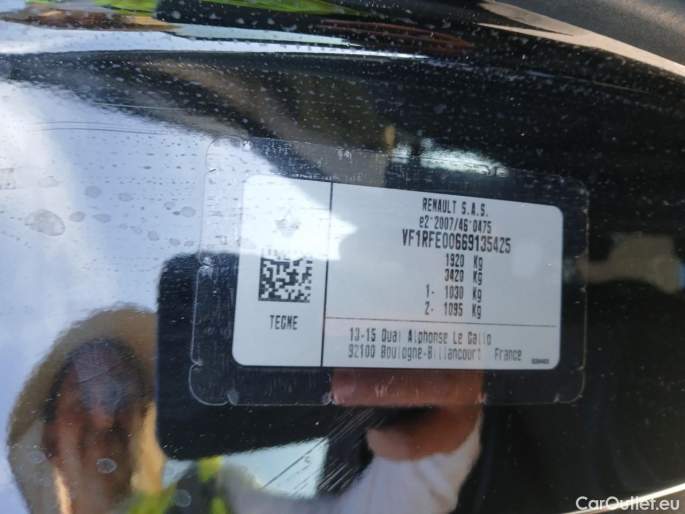 RENAULT S.A.S.
e2*2007/46*0475
VF1RFE00669135425
1920 Kg
3420 Kg
1- 1030 Kg
2- 1095 Kg
TEGME
13-15 Quai Alphonse Le Gallo
92100 Boulogne-Billancourt France
CarOutlet.eu